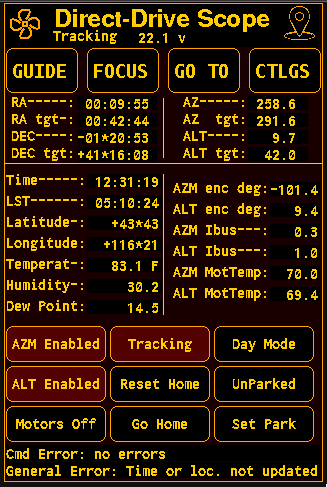 Direct-Drive Scope
Tracking 22.1 v
GUIDE FOCUS GO TO CTLGS
RA-----: 00:09:55 AZ-----: 258.6
RA tgt-: 00:42:44 AZ tgt: 291.6
DEC----: -01*20:53 ALT----: 9.7
DEC tgt: +41*16:08 ALT tgt: 42.0
Time------: 12:31:19
LST------: 05:10:24
Latitude-: +43*43
Longitude: +116*21
Temperat-: 83.1 F
Humidity-: 30.2
Dew Point: 14.5
AZM enc deg: -101.4
ALT enc deg: 9.4
AZM Ibus---: 0.3
ALT Ibus---: 1.0
AZM MotTemp: 70.0
ALT MotTemp: 69.4
AZM Enabled Tracking Day Mode
ALT Enabled Reset Home UnParked
Motors Off Go Home Set Park
Cmd Error: no errors
General Error: Time or loc. not updated